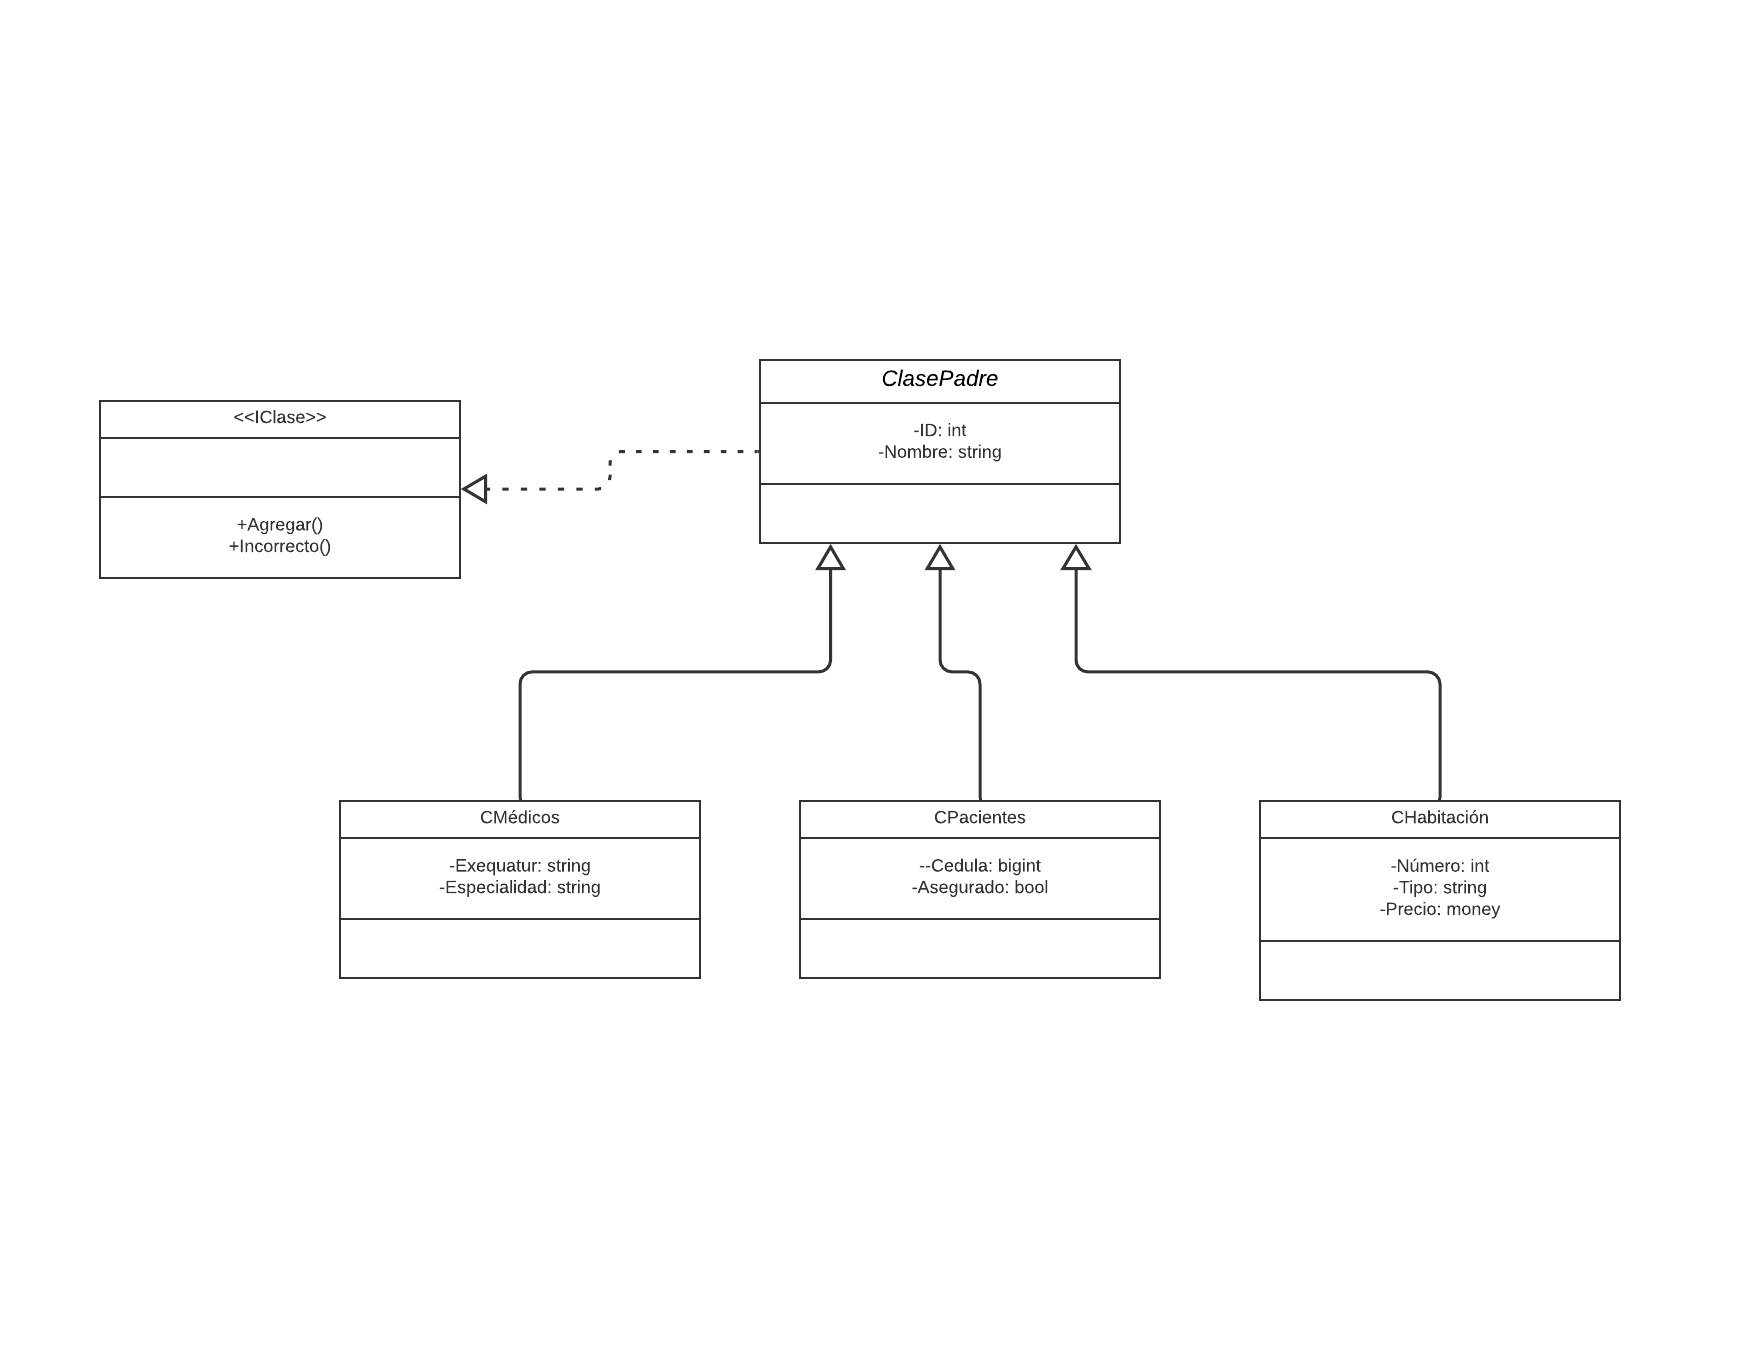 ClasePadre
-ID: int
-Nombre: string
<<IClase>>
+Agregar()
+Incorrecto()
CMédicos
-Exequatur: string
-Especialidad: string
CPacientes
--Cedula: bigint
-Asegurado: bool
CHabitación
-Número: int
-Tipo: string
-Precio: money